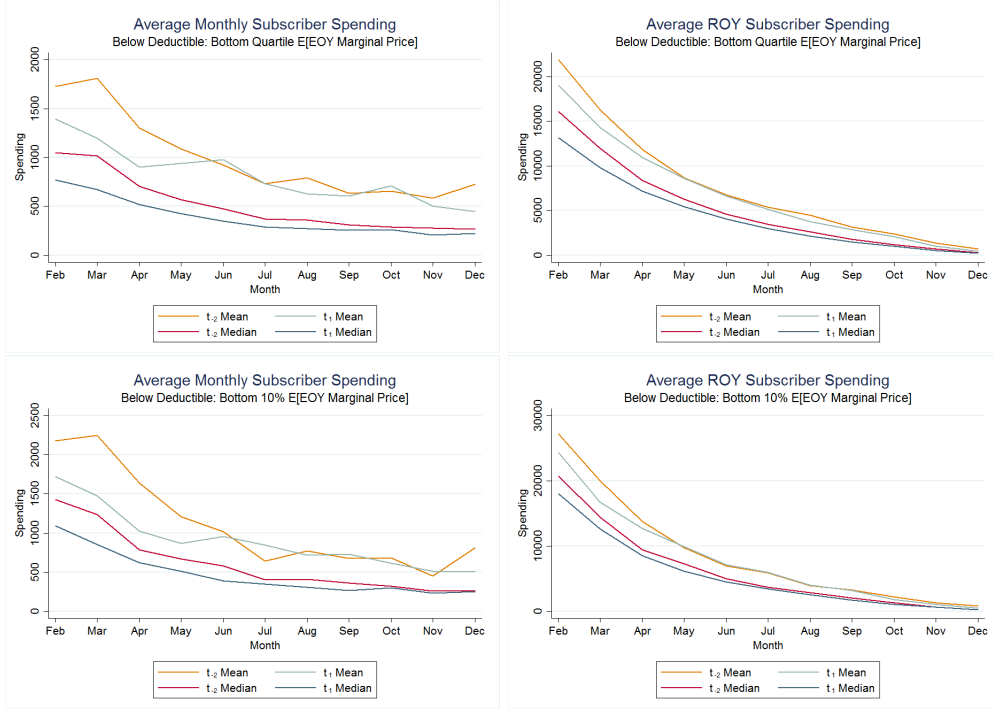 Average Monthly Subscriber Spending
Below Deductible: Bottom Quartile E[EOY Marginal Price]
Spending
2000
1500
1000
500
0
Feb Mar Apr May Jun Jul Aug Sep Oct Nov Dec
Month
t-2 Mean t1 Mean
t-2 Median t1 Median
Average ROY Subscriber Spending
Below Deductible: Bottom Quartile E[EOY Marginal Price]
Spending
20000
15000
10000
5000
0
Feb Mar Apr May Jun Jul Aug Sep Oct Nov Dec
Month
t-2 Mean t1 Mean
t-2 Median t1 Median
Average Monthly Subscriber Spending
Below Deductible: Bottom 10% E[EOY Marginal Price]
Spending
2500
2000
1500
1000
500
0
Feb Mar Apr May Jun Jul Aug Sep Oct Nov Dec
Month
t-2 Mean t1 Mean
t-2 Median t1 Median
Average ROY Subscriber Spending
Below Deductible: Bottom 10% E[EOY Marginal Price]
Spending
30000
20000
10000
0
Feb Mar Apr May Jun Jul Aug Sep Oct Nov Dec
Month
t-2 Mean t1 Mean
t-2 Median t1 Median